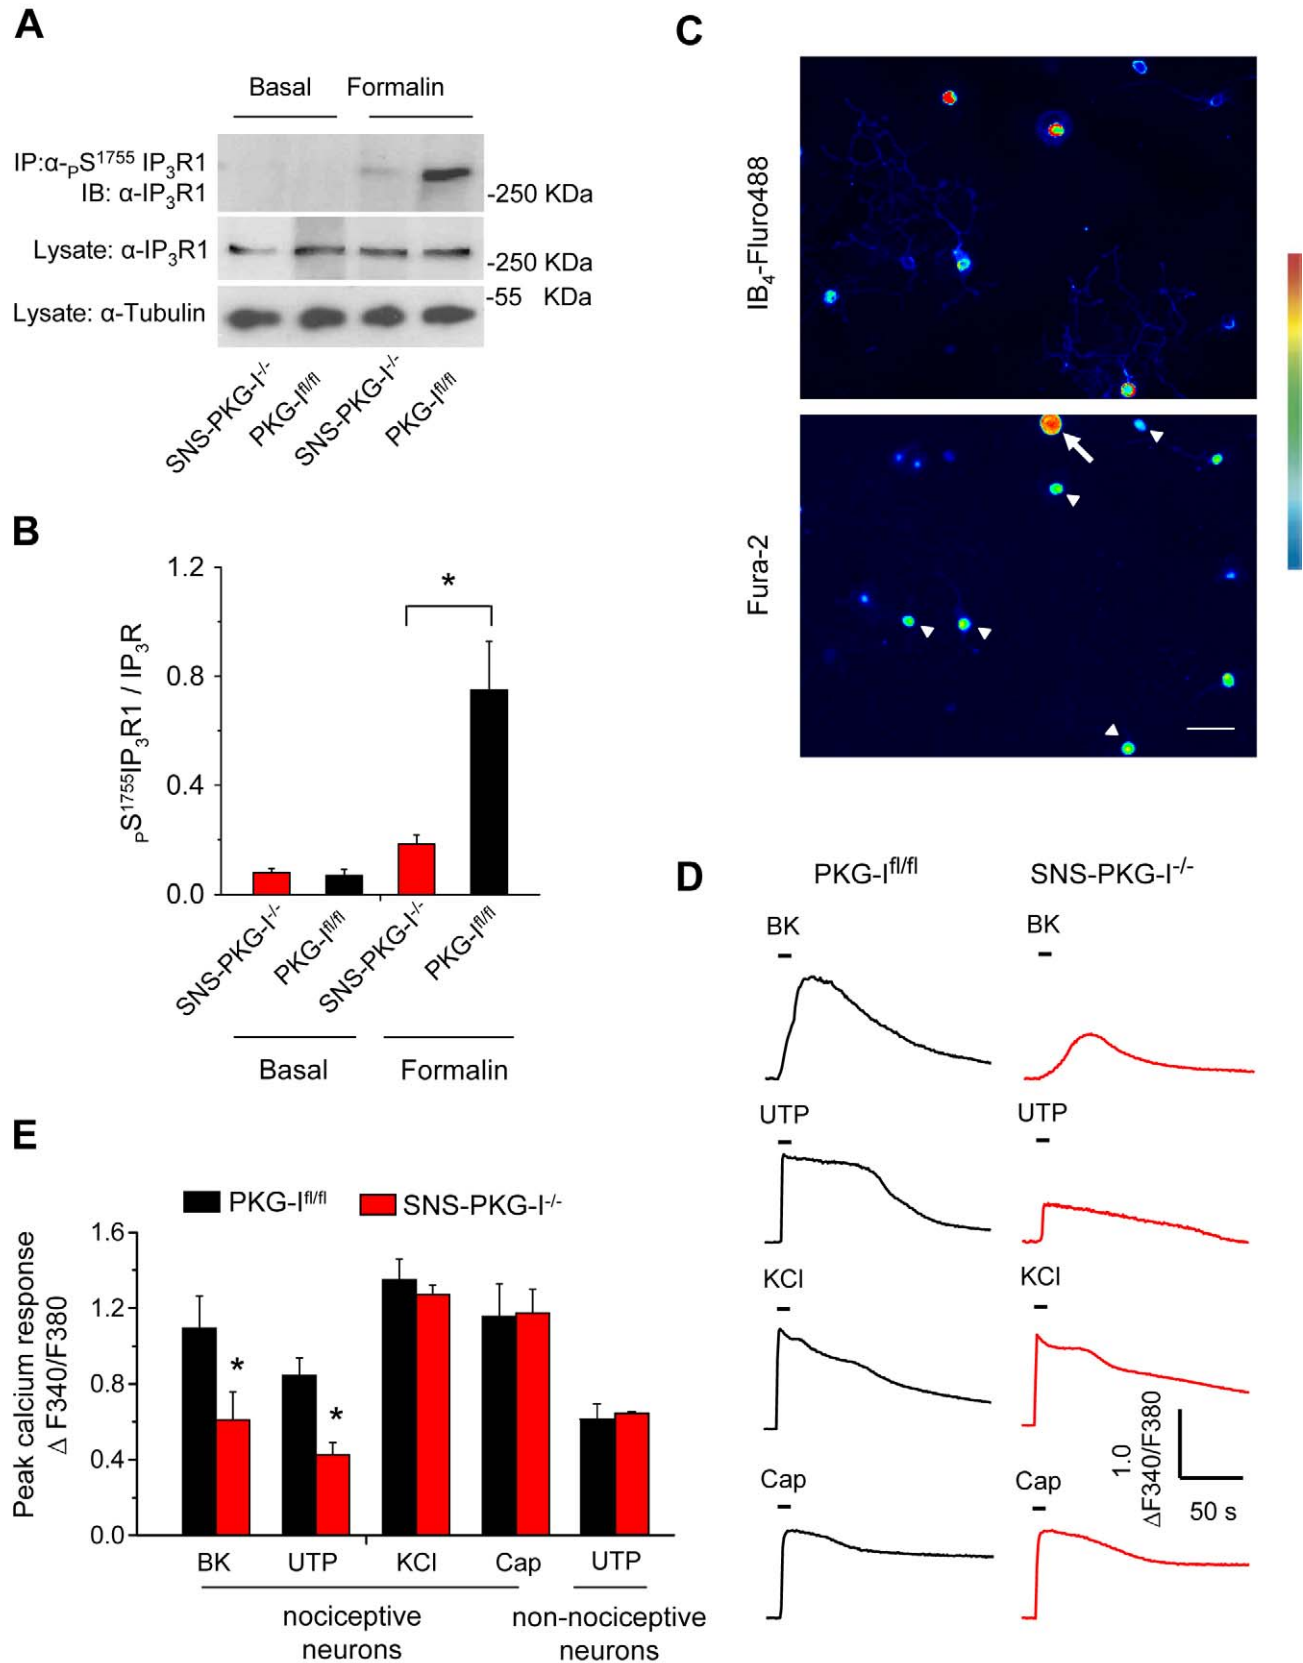 A
Basal Formalin
IP:α-PS1755 IP3R1
IB: α-IP3R1
-250 KDa
Lysate: α-IP3R1
-250 KDa
-55 KDa
Lysate: α-Tubulin
SNS-PKG-I-/-
PKG-Ifl/fl
SNS-PKG-I-/-
PKG-Ifl/fl
B
PS1755IP3R1 / IP3R
1.2
*
0.8
0.4
0.0
SNS-PKG-I-/-
PKG-Ifl/fl
SNS-PKG-I-/-
PKG-Ifl/fl
Basal Formalin
C
IB4-Fluro488
Fura-2
D
PKG-Ifl/fl SNS-PKG-I-/-
BK BK
UTP UTP
KCl KCl
Cap Cap
1.0
ΔF340/F380
50 s
E
PKG-Ifl/fl SNS-PKG-I-/-
Peak calcium response
Δ F340/F380
1.6
1.2
0.8
0.4
0.0
*
*
BK UTP KCl Cap UTP
nociceptive
neurons
non-nociceptive
neurons